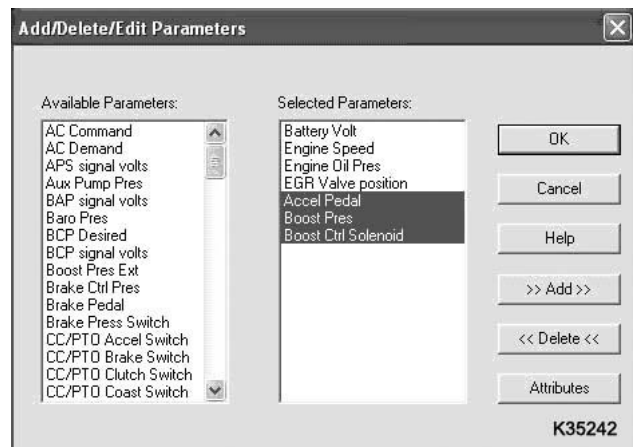 Add/Delete/Edit Parameters
Available Parameters:
AC Command
AC Demand
APS signal volts
Aux Pump Pres
BAP signal volts
Baro Pres
BCP Desired
BCP signal volts
Boost Pres Ext
Brake Ctrl Pres
Brake Pedal
Brake Press Switch
CC/PTO Accel Switch
CC/PTO Brake Switch
CC/PTO Clutch Switch
CC/PTO Coast Switch
Selected Parameters:
Battery Volt
Engine Speed
Engine Oil Pres
EGR Valve position
Accel Pedal
Boost Pres
Boost Ctrl Solenoid
OK
Cancel
Help
>> Add >>
<< Delete <<
Attributes
K35242